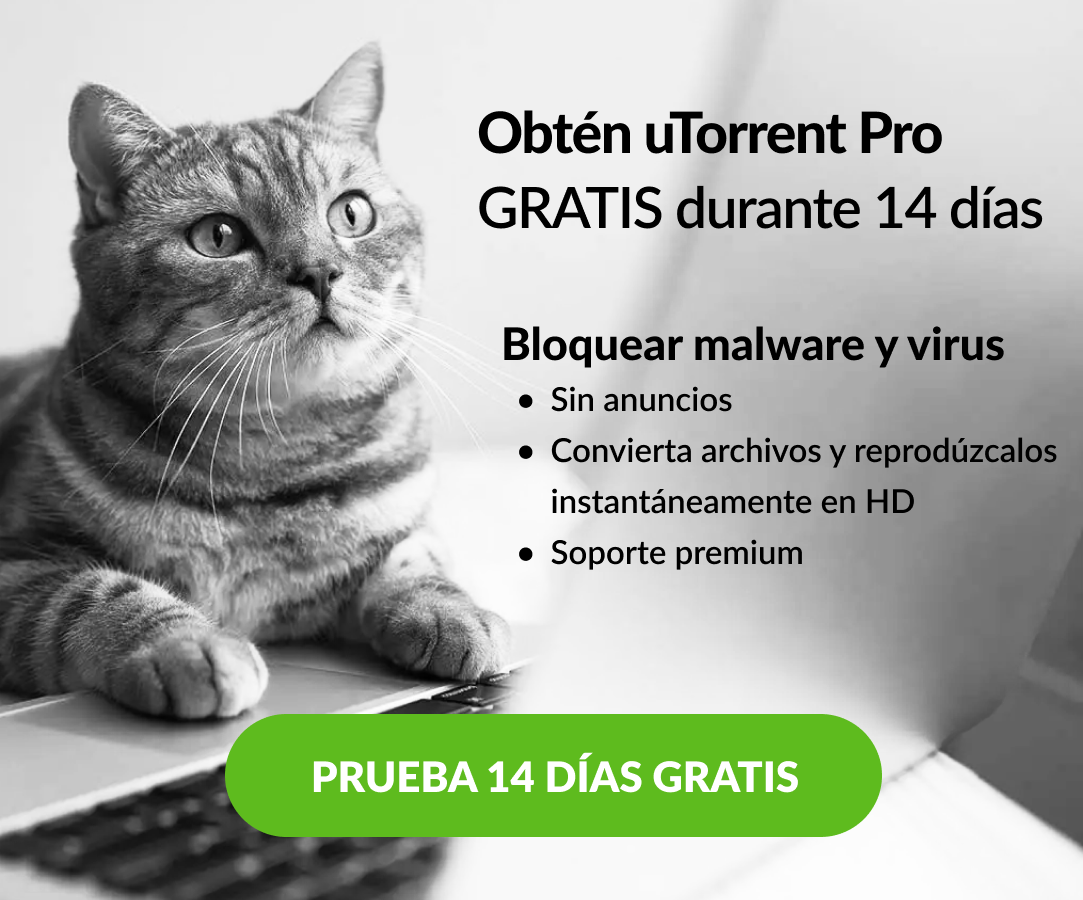 Obtén uTorrent Pro
GRATIS durante 14 días
Bloquear malware y virus
• Sin anuncios
• Convierta archivos y reprodúzcalos
instantáneamente en HD
• Soporte premium
PRUEBA 14 DÍAS GRATIS